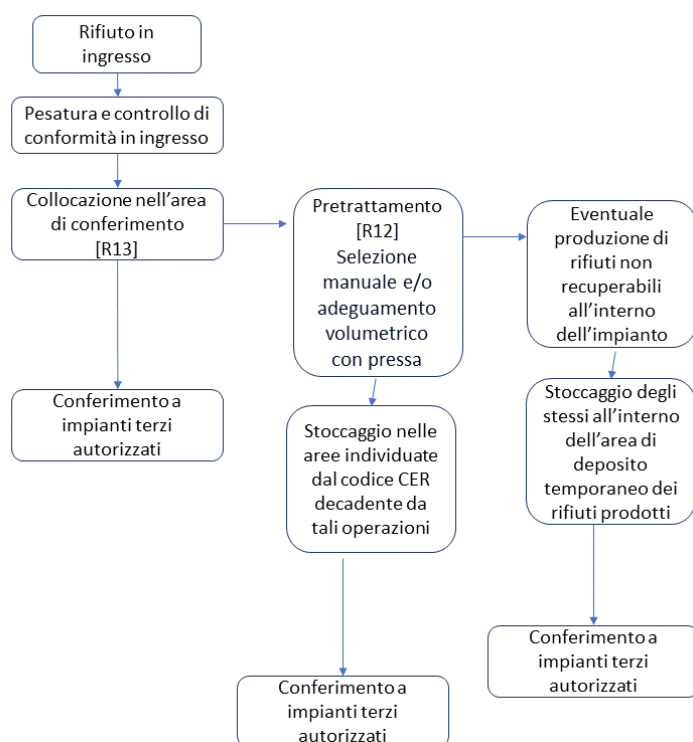 Rifiuto in
ingresso
Pesatura e controllo di
conformità in ingresso
Collocazione nell'area
di conferimento
[R13]
Conferimento a
impianti terzi
autorizzati
Pretrattamento
[R12]
Selezione
manuale e/o
adeguamento
volumetrico
con pressa
Stoccaggio nelle
aree individuate
dal codice CER
decadente da
tali operazioni
Conferimento a
impianti terzi
autorizzati
Eventuale
produzione di
rifiuti non
recuperabili
all'interno
dell'impianto
Stoccaggio degli
stessi all'interno
dell'area di
deposito
temporaneo dei
rifiuti prodotti
Conferimento a
impianti terzi
autorizzati